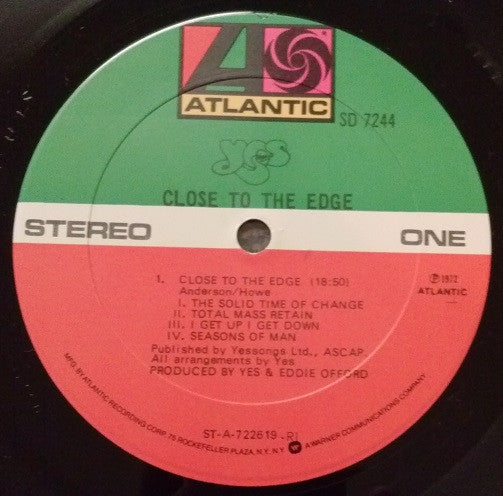 ATLANTIC
SD 7244
yes
CLOSE TO THE EDGE
STEREO
ONE
1. CLOSE TO THE EDGE (18:50)
Anderson/Howe
I. THE SOLID TIME OF CHANGE
II. TOTAL MASS RETAIN
III. I GET UP I GET DOWN
IV. SEASONS OF MAN
℗ 1972
ATLANTIC
Published by Yessongs Ltd., ASCAP
All arrangements by Yes
PRODUCED BY YES & EDDIE OFFORD
ST-A-722619 -RI
MFG. BY ATLANTIC RECORDING CORP. 75 ROCKEFELLER PLAZA, N.Y., N.Y. W A WARNER COMMUNICATIONS COMPANY